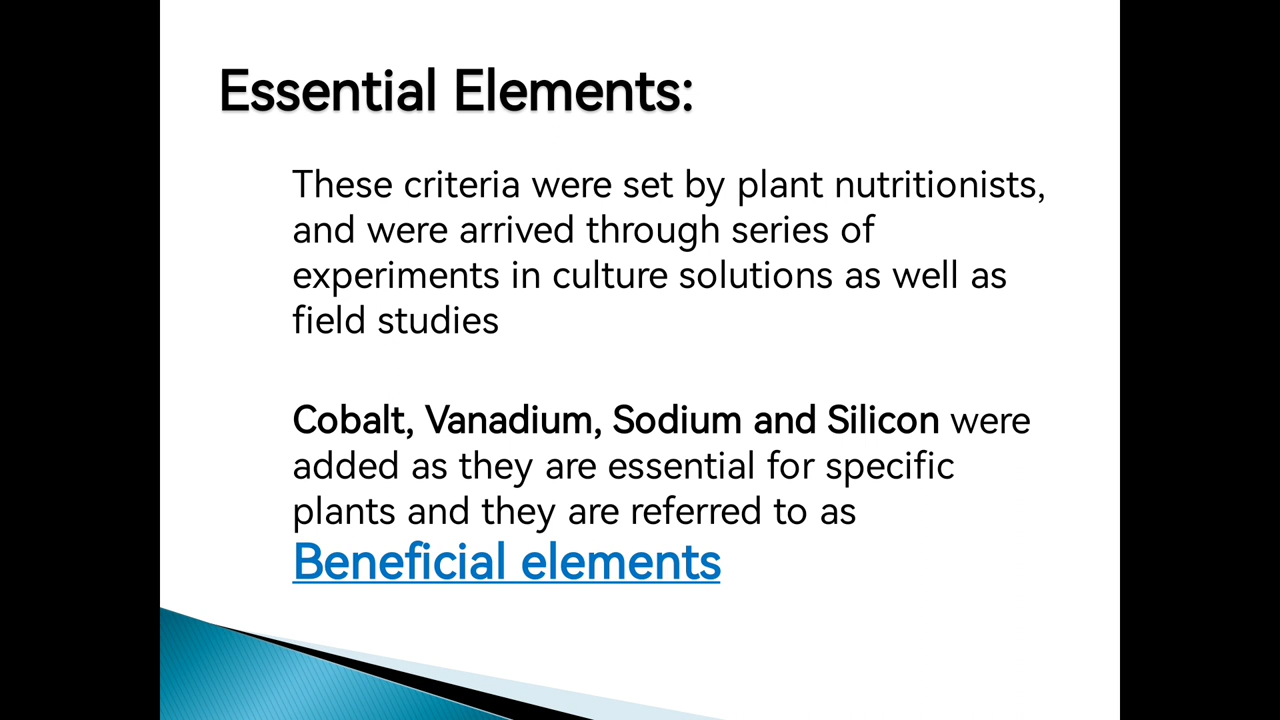 Essential Elements:
These criteria were set by plant nutritionists,
and were arrived through series of
experiments in culture solutions as well as
field studies
Cobalt, Vanadium, Sodium and Silicon were
added as they are essential for specific
plants and they are referred to as
Beneficial elements